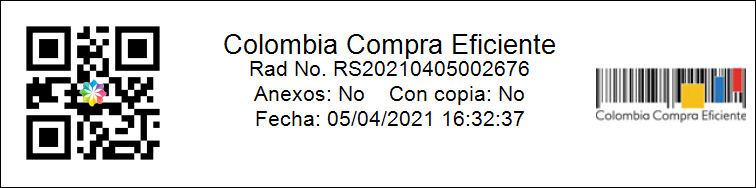 Colombia Compra Eficiente
Rad No. RS20210405002676
Anexos: No    Con copia: No
Fecha: 05/04/2021 16:32:37
Colombia Compra Eficiente